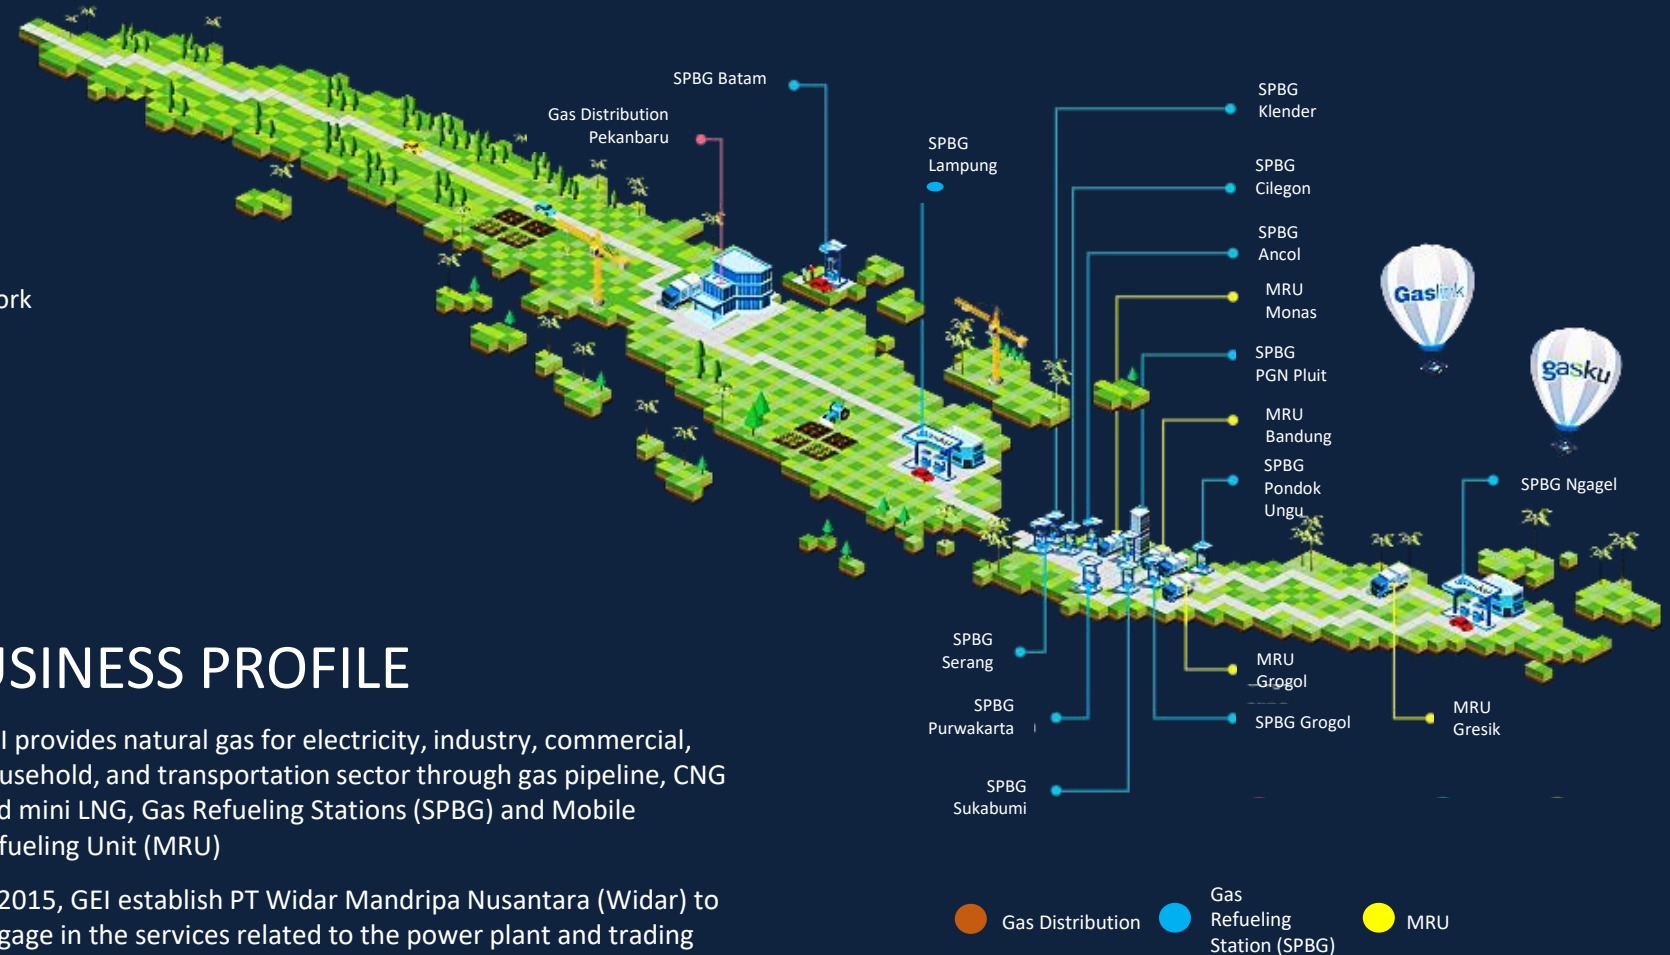 SPBG Batam
Gas Distribution
Pekanbaru
SPBG
Lampung
SPBG
Klender
SPBG
Cilegon
SPBG
Ancol
MRU
Monas
SPBG
PGN Pluit
MRU
Bandung
SPBG
Pondok
Ungu
Gaslink
gasku
SPBG Ngagel
ork
SPBG
Serang
SPBG
Purwakarta
SPBG
Sukabumi
MRU
Grogol
SPBG Grogol
MRU
Gresik
USINESS PROFILE
I provides natural gas for electricity, industry, commercial,
usehold, and transportation sector through gas pipeline, CNG
d mini LNG, Gas Refueling Stations (SPBG) and Mobile
fueling Unit (MRU)
2015, GEI establish PT Widar Mandripa Nusantara (Widar) to
gage in the services related to the power plant and trading
Gas Distribution
Gas
Refueling
Station (SPBG)
MRU